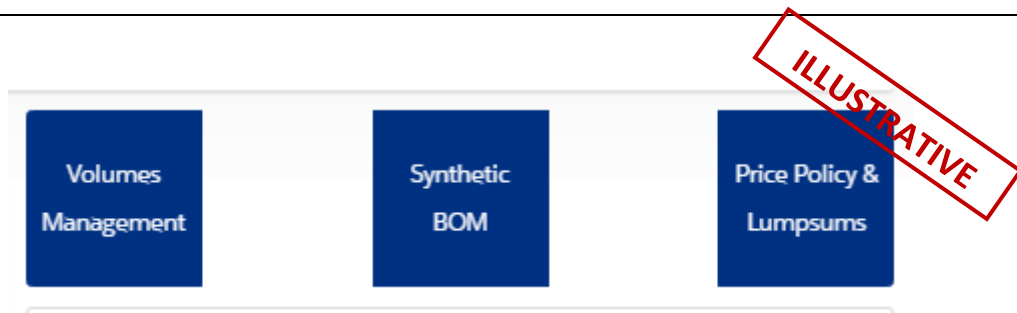 ILLUSTRATIVE
Volumes
Management
Synthetic
BOM
Price Policy &
Lumpsums